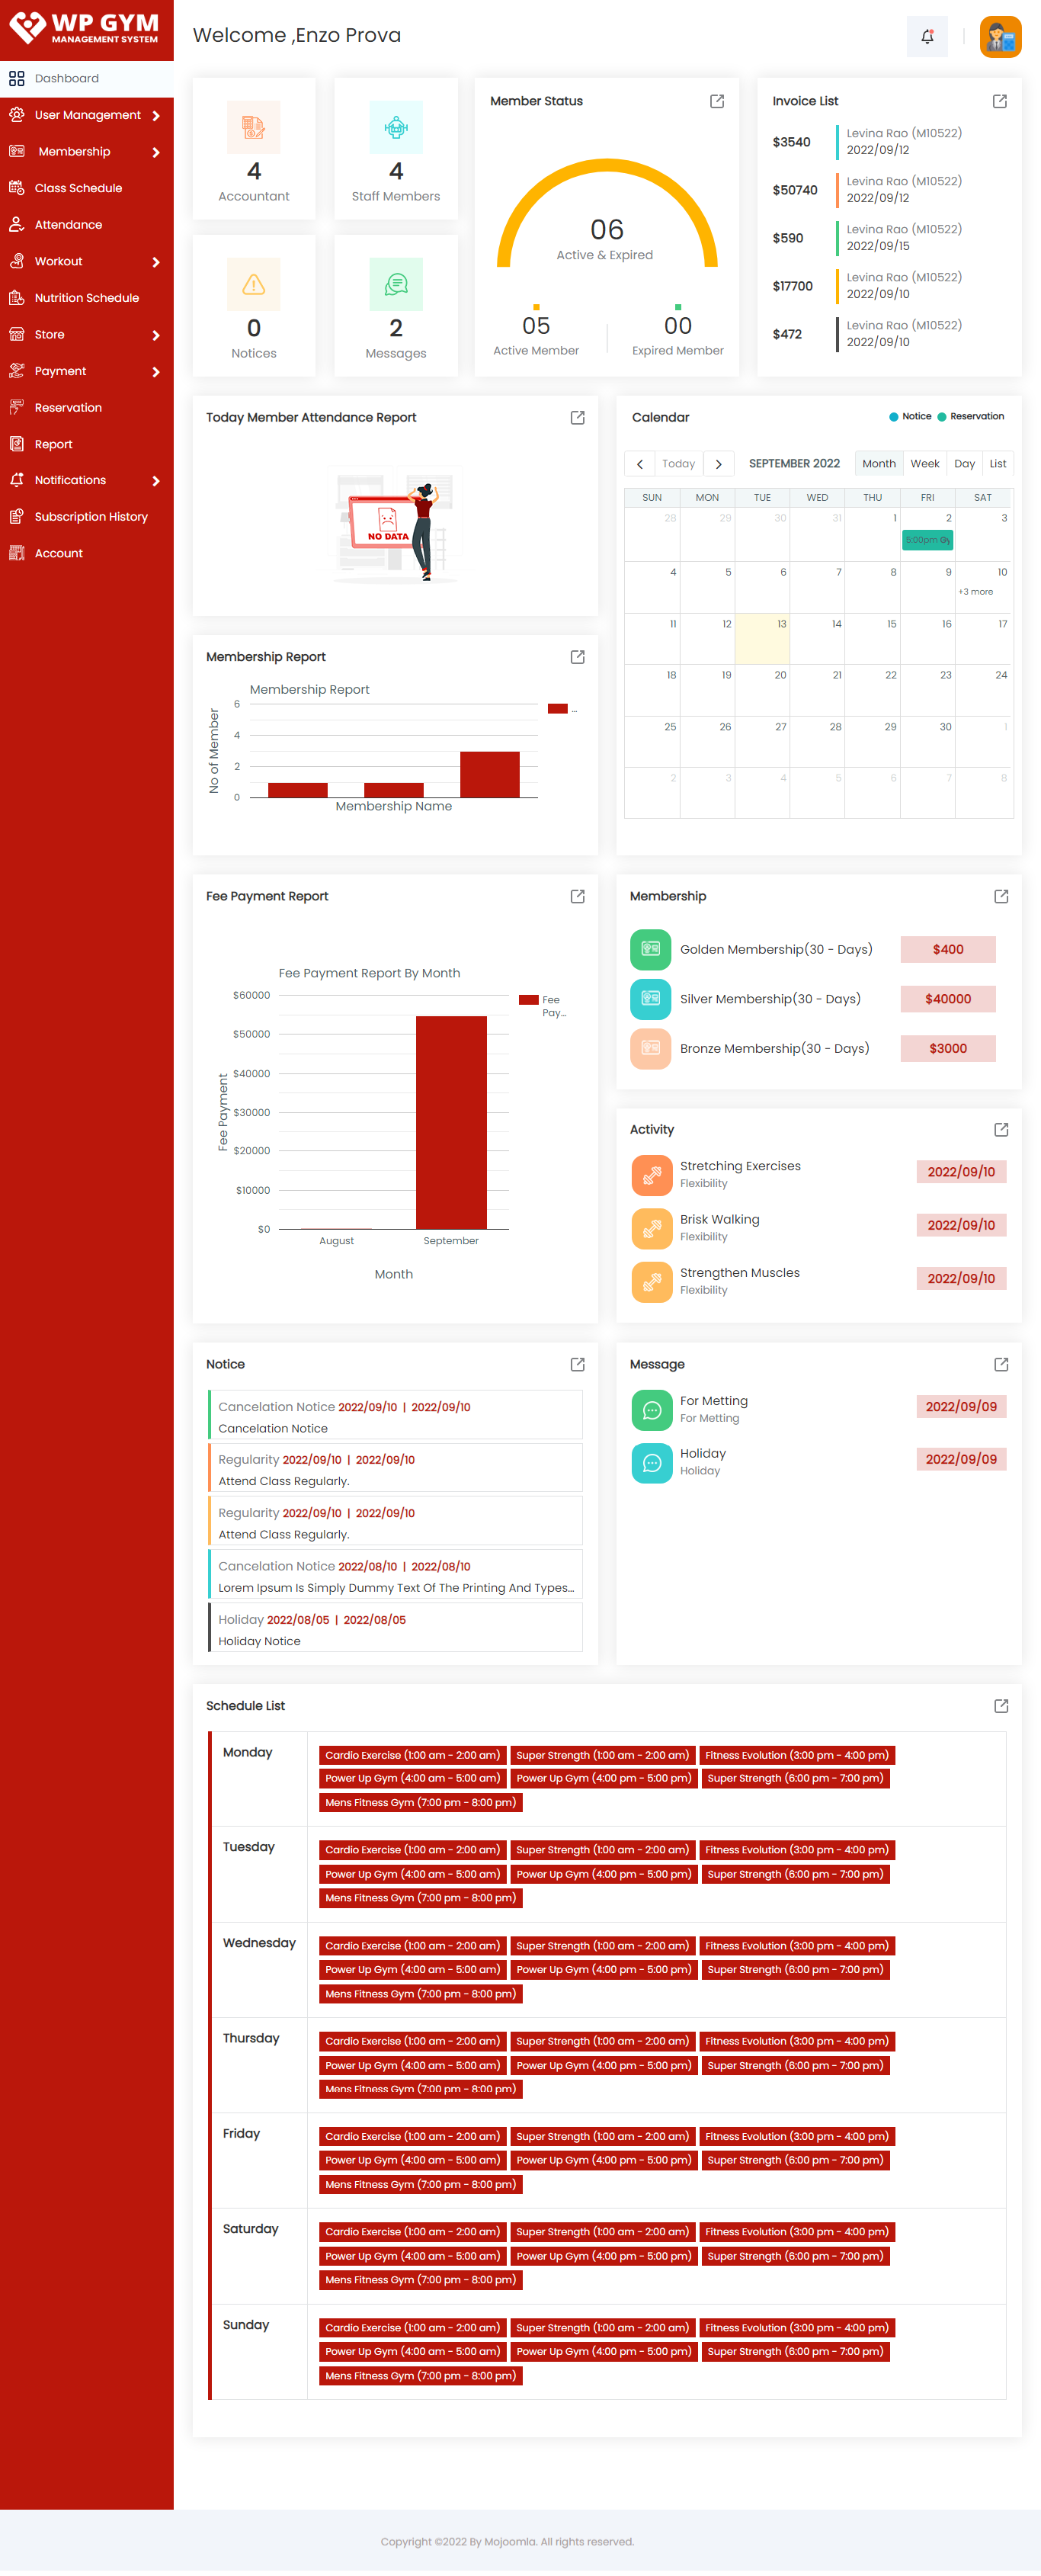 WP GYM
MANAGEMENT SYSTEM
Dashboard
User Management
Membership
Class Schedule
Attendance
Workout
Nutrition Schedule
Store
Payment
Reservation
Report
Notifications
Subscription History
Account
Welcome ,Enzo Prova
4
Accountant
4
Staff Members
0
Notices
2
Messages
Member Status
06
Active & Expired
05
Active Member
00
Expired Member
Invoice List
$3540
Levina Rao (M10522)
2022/09/12
$50740
Levina Rao (M10522)
2022/09/12
$590
Levina Rao (M10522)
2022/09/15
$17700
Levina Rao (M10522)
2022/09/10
$472
Levina Rao (M10522)
2022/09/10
Today Member Attendance Report
NO DATA
Calendar
Notice Reservation
Today
SEPTEMBER 2022
Month Week Day List
SUN MON TUE WED THU FRI SAT
28 29 30 31 1 2 3
5:00pm
4 5 6 7 8 9 10
+3 more
11 12 13 14 15 16 17
18 19 20 21 22 23 24
25 26 27 28 29 30 1
2 3 4 5 6 7 8
Membership Report
Membership Report
No of Member
6
4
2
0
...
Membership Name
Fee Payment Report
Fee Payment Report By Month
Fee Payment
$60000
$50000
$40000
$30000
$20000
$10000
$0
Fee
Pay...
August September
Month
Membership
Golden Membership(30 - Days) $400
Silver Membership(30 - Days) $40000
Bronze Membership(30 - Days) $3000
Activity
Stretching Exercises
Flexibility
2022/09/10
Brisk Walking
Flexibility
2022/09/10
Strengthen Muscles
Flexibility
2022/09/10
Notice
Cancelation Notice 2022/09/10 | 2022/09/10
Cancelation Notice
Regularity 2022/09/10 | 2022/09/10
Attend Class Regularly.
Regularity 2022/09/10 | 2022/09/10
Attend Class Regularly.
Cancelation Notice 2022/08/10 | 2022/08/10
Lorem Ipsum Is Simply Dummy Text Of The Printing And Types...
Holiday 2022/08/05 | 2022/08/05
Holiday Notice
Message
For Metting
For Metting
2022/09/09
Holiday
Holiday
2022/09/09
Schedule List
Monday
Cardio Exercise (1:00 am - 2:00 am) Super Strength (1:00 am - 2:00 am) Fitness Evolution (3:00 pm - 4:00 pm)
Power Up Gym (4:00 am - 5:00 am) Power Up Gym (4:00 pm - 5:00 pm) Super Strength (6:00 pm - 7:00 pm)
Mens Fitness Gym (7:00 pm - 8:00 pm)
Tuesday
Cardio Exercise (1:00 am - 2:00 am) Super Strength (1:00 am - 2:00 am) Fitness Evolution (3:00 pm - 4:00 pm)
Power Up Gym (4:00 am - 5:00 am) Power Up Gym (4:00 pm - 5:00 pm) Super Strength (6:00 pm - 7:00 pm)
Mens Fitness Gym (7:00 pm - 8:00 pm)
Wednesday
Cardio Exercise (1:00 am - 2:00 am) Super Strength (1:00 am - 2:00 am) Fitness Evolution (3:00 pm - 4:00 pm)
Power Up Gym (4:00 am - 5:00 am) Power Up Gym (4:00 pm - 5:00 pm) Super Strength (6:00 pm - 7:00 pm)
Mens Fitness Gym (7:00 pm - 8:00 pm)
Thursday
Cardio Exercise (1:00 am - 2:00 am) Super Strength (1:00 am - 2:00 am) Fitness Evolution (3:00 pm - 4:00 pm)
Power Up Gym (4:00 am - 5:00 am) Power Up Gym (4:00 pm - 5:00 pm) Super Strength (6:00 pm - 7:00 pm)
Mens Fitness Gym (7:00 pm - 8:00 pm)
Friday
Cardio Exercise (1:00 am - 2:00 am) Super Strength (1:00 am - 2:00 am) Fitness Evolution (3:00 pm - 4:00 pm)
Power Up Gym (4:00 am - 5:00 am) Power Up Gym (4:00 pm - 5:00 pm) Super Strength (6:00 pm - 7:00 pm)
Mens Fitness Gym (7:00 pm - 8:00 pm)
Saturday
Cardio Exercise (1:00 am - 2:00 am) Super Strength (1:00 am - 2:00 am) Fitness Evolution (3:00 pm - 4:00 pm)
Power Up Gym (4:00 am - 5:00 am) Power Up Gym (4:00 pm - 5:00 pm) Super Strength (6:00 pm - 7:00 pm)
Mens Fitness Gym (7:00 pm - 8:00 pm)
Sunday
Cardio Exercise (1:00 am - 2:00 am) Super Strength (1:00 am - 2:00 am) Fitness Evolution (3:00 pm - 4:00 pm)
Power Up Gym (4:00 am - 5:00 am) Power Up Gym (4:00 pm - 5:00 pm) Super Strength (6:00 pm - 7:00 pm)
Mens Fitness Gym (7:00 pm - 8:00 pm)
Copyright ©2022 By Mojoomla. All rights reserved.